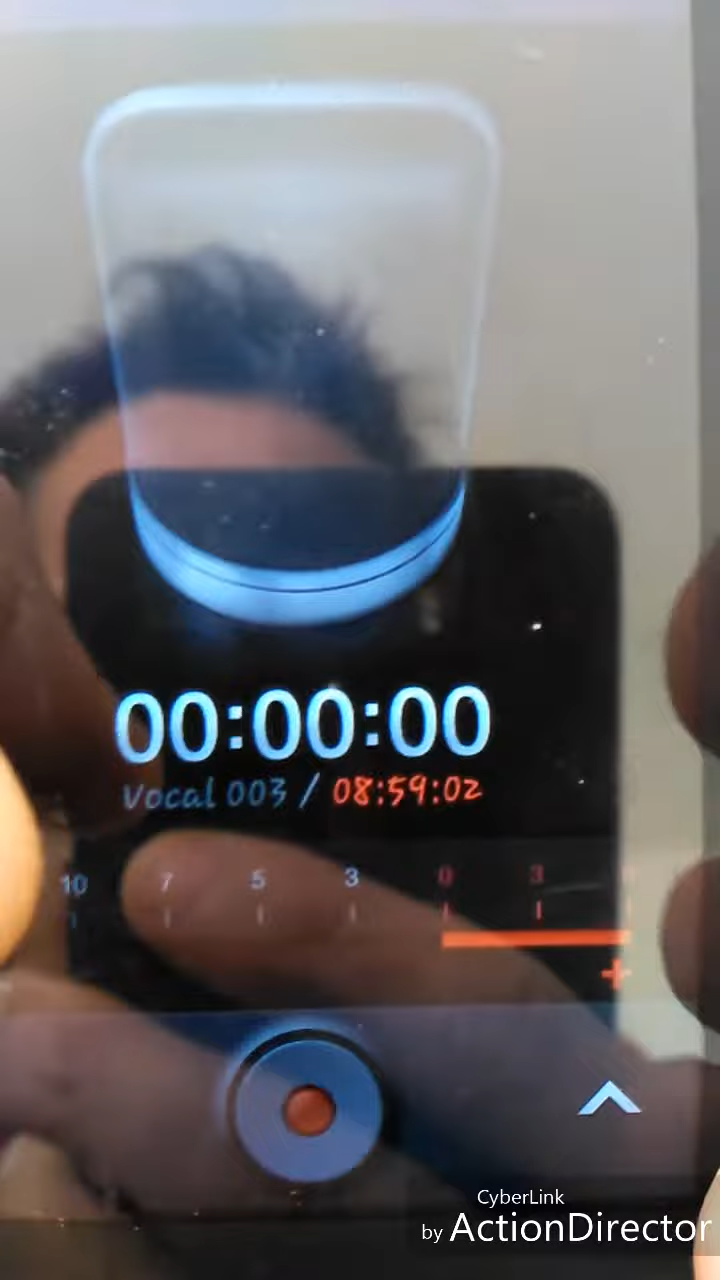 00:00:00
Vocal 003 / 08:59:02
10 7 5 3 0 3
+
CyberLink
by ActionDirector